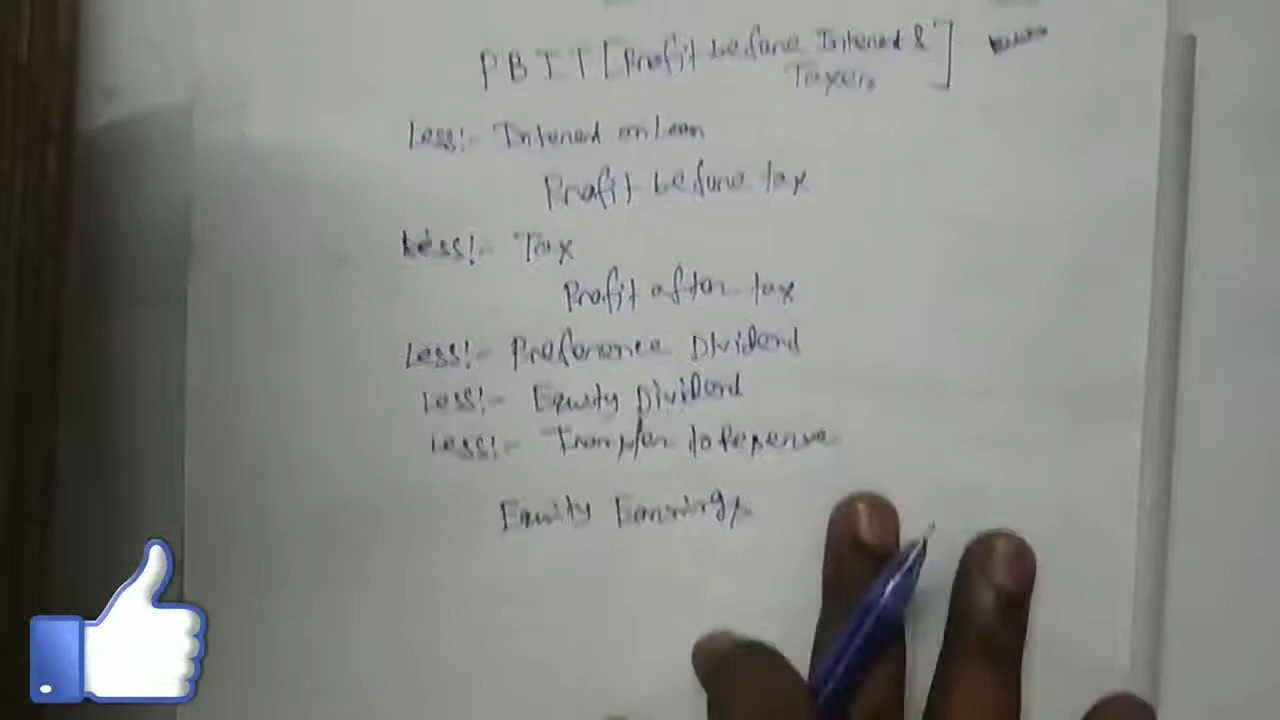 PBIT [Profit before Interest &
Taxes]
Less:- Interest on Loan
Profit before tax
Less:- Tax
Profit after tax
Less:- Preference Dividend
Less:- Equity Dividend
Less:- Transfer to Reserve
Equity Earnings